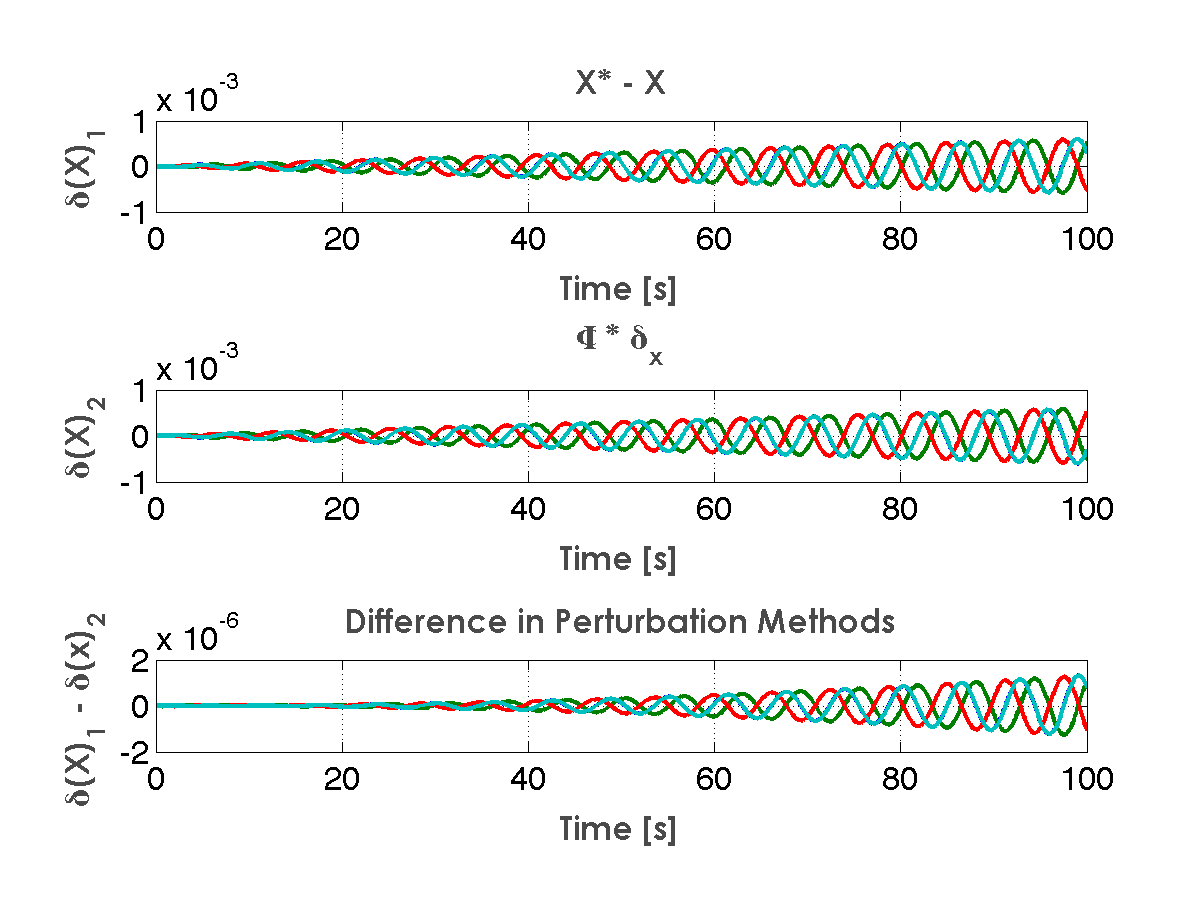 X* - X
x 10-3
δ(X)1
1
0
-1
0 20 40 60 80 100
Time [s]
Φ * δx
x 10-3
δ(X)2
1
0
-1
0 20 40 60 80 100
Time [s]
Difference in Perturbation Methods
x 10-6
δ(X)1 - δ(x)2
2
0
-2
0 20 40 60 80 100
Time [s]